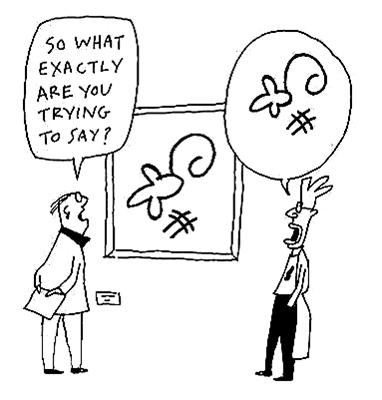 SO WHAT
EXACTLY
ARE YOU
TRYING
TO SAY?